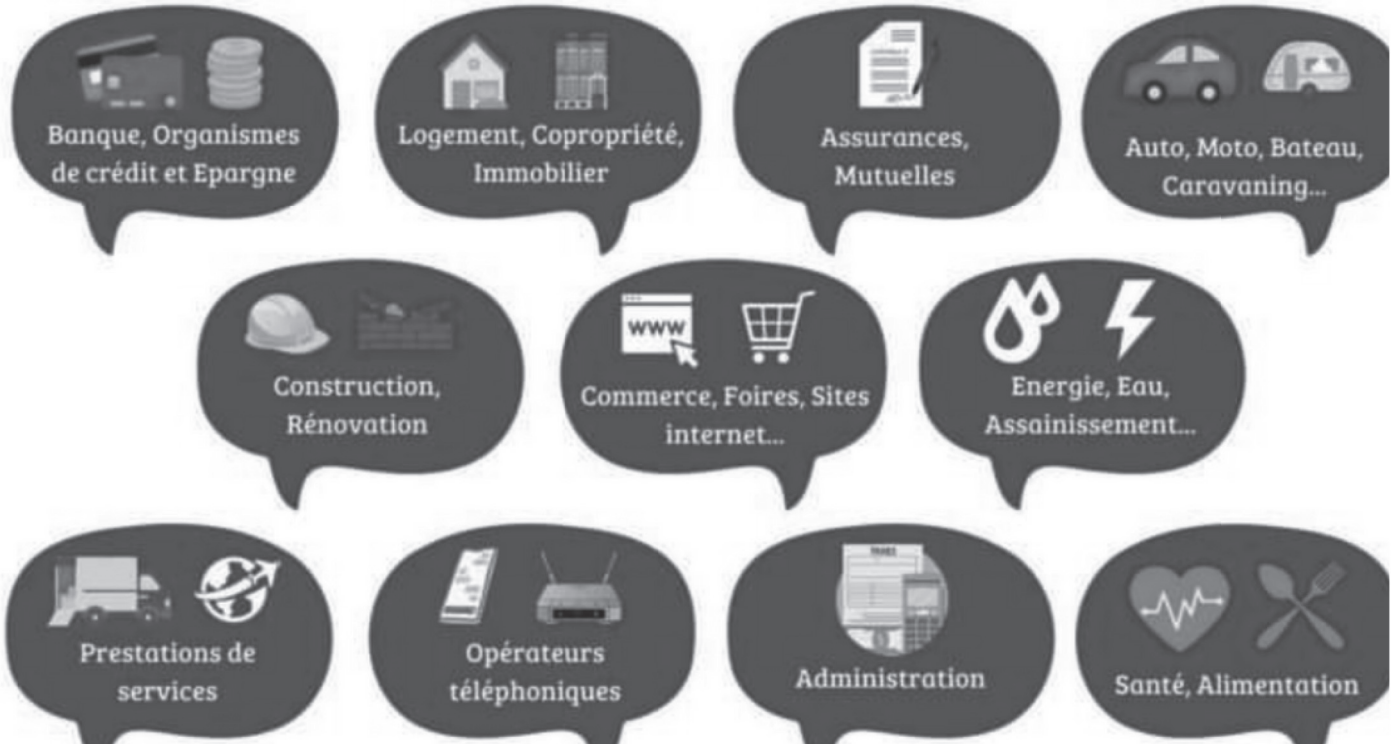 Banque, Organismes
de crédit et Epargne
Logement, Copropriété,
Immobilier
Assurances,
Mutuelles
Auto, Moto, Bateau,
Caravaning...
Construction,
Rénovation
www
Commerce, Foires, Sites
internet...
Energie, Eau,
Assainissement...
Prestations de
services
Opérateurs
téléphoniques
Administration
Santé, Alimentation